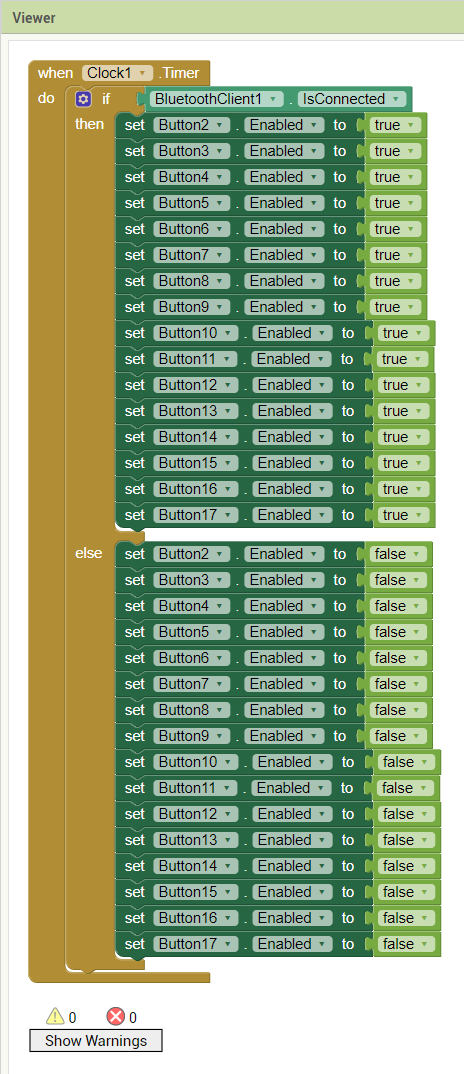 Viewer
when Clock1 .Timer
do if BluetoothClient1 . IsConnected
then set Button2 . Enabled to true
set Button3 . Enabled to true
set Button4 . Enabled to true
set Button5 . Enabled to true
set Button6 . Enabled to true
set Button7 . Enabled to true
set Button8 . Enabled to true
set Button9 . Enabled to true
set Button10 . Enabled to true
set Button11 . Enabled to true
set Button12 . Enabled to true
set Button13 . Enabled to true
set Button14 . Enabled to true
set Button15 . Enabled to true
set Button16 . Enabled to true
set Button17 . Enabled to true
else set Button2 . Enabled to false
set Button3 . Enabled to false
set Button4 . Enabled to false
set Button5 . Enabled to false
set Button6 . Enabled to false
set Button7 . Enabled to false
set Button8 . Enabled to false
set Button9 . Enabled to false
set Button10 . Enabled to false
set Button11 . Enabled to false
set Button12 . Enabled to false
set Button13 . Enabled to false
set Button14 . Enabled to false
set Button15 . Enabled to false
set Button16 . Enabled to false
set Button17 . Enabled to false
0 0
Show Warnings